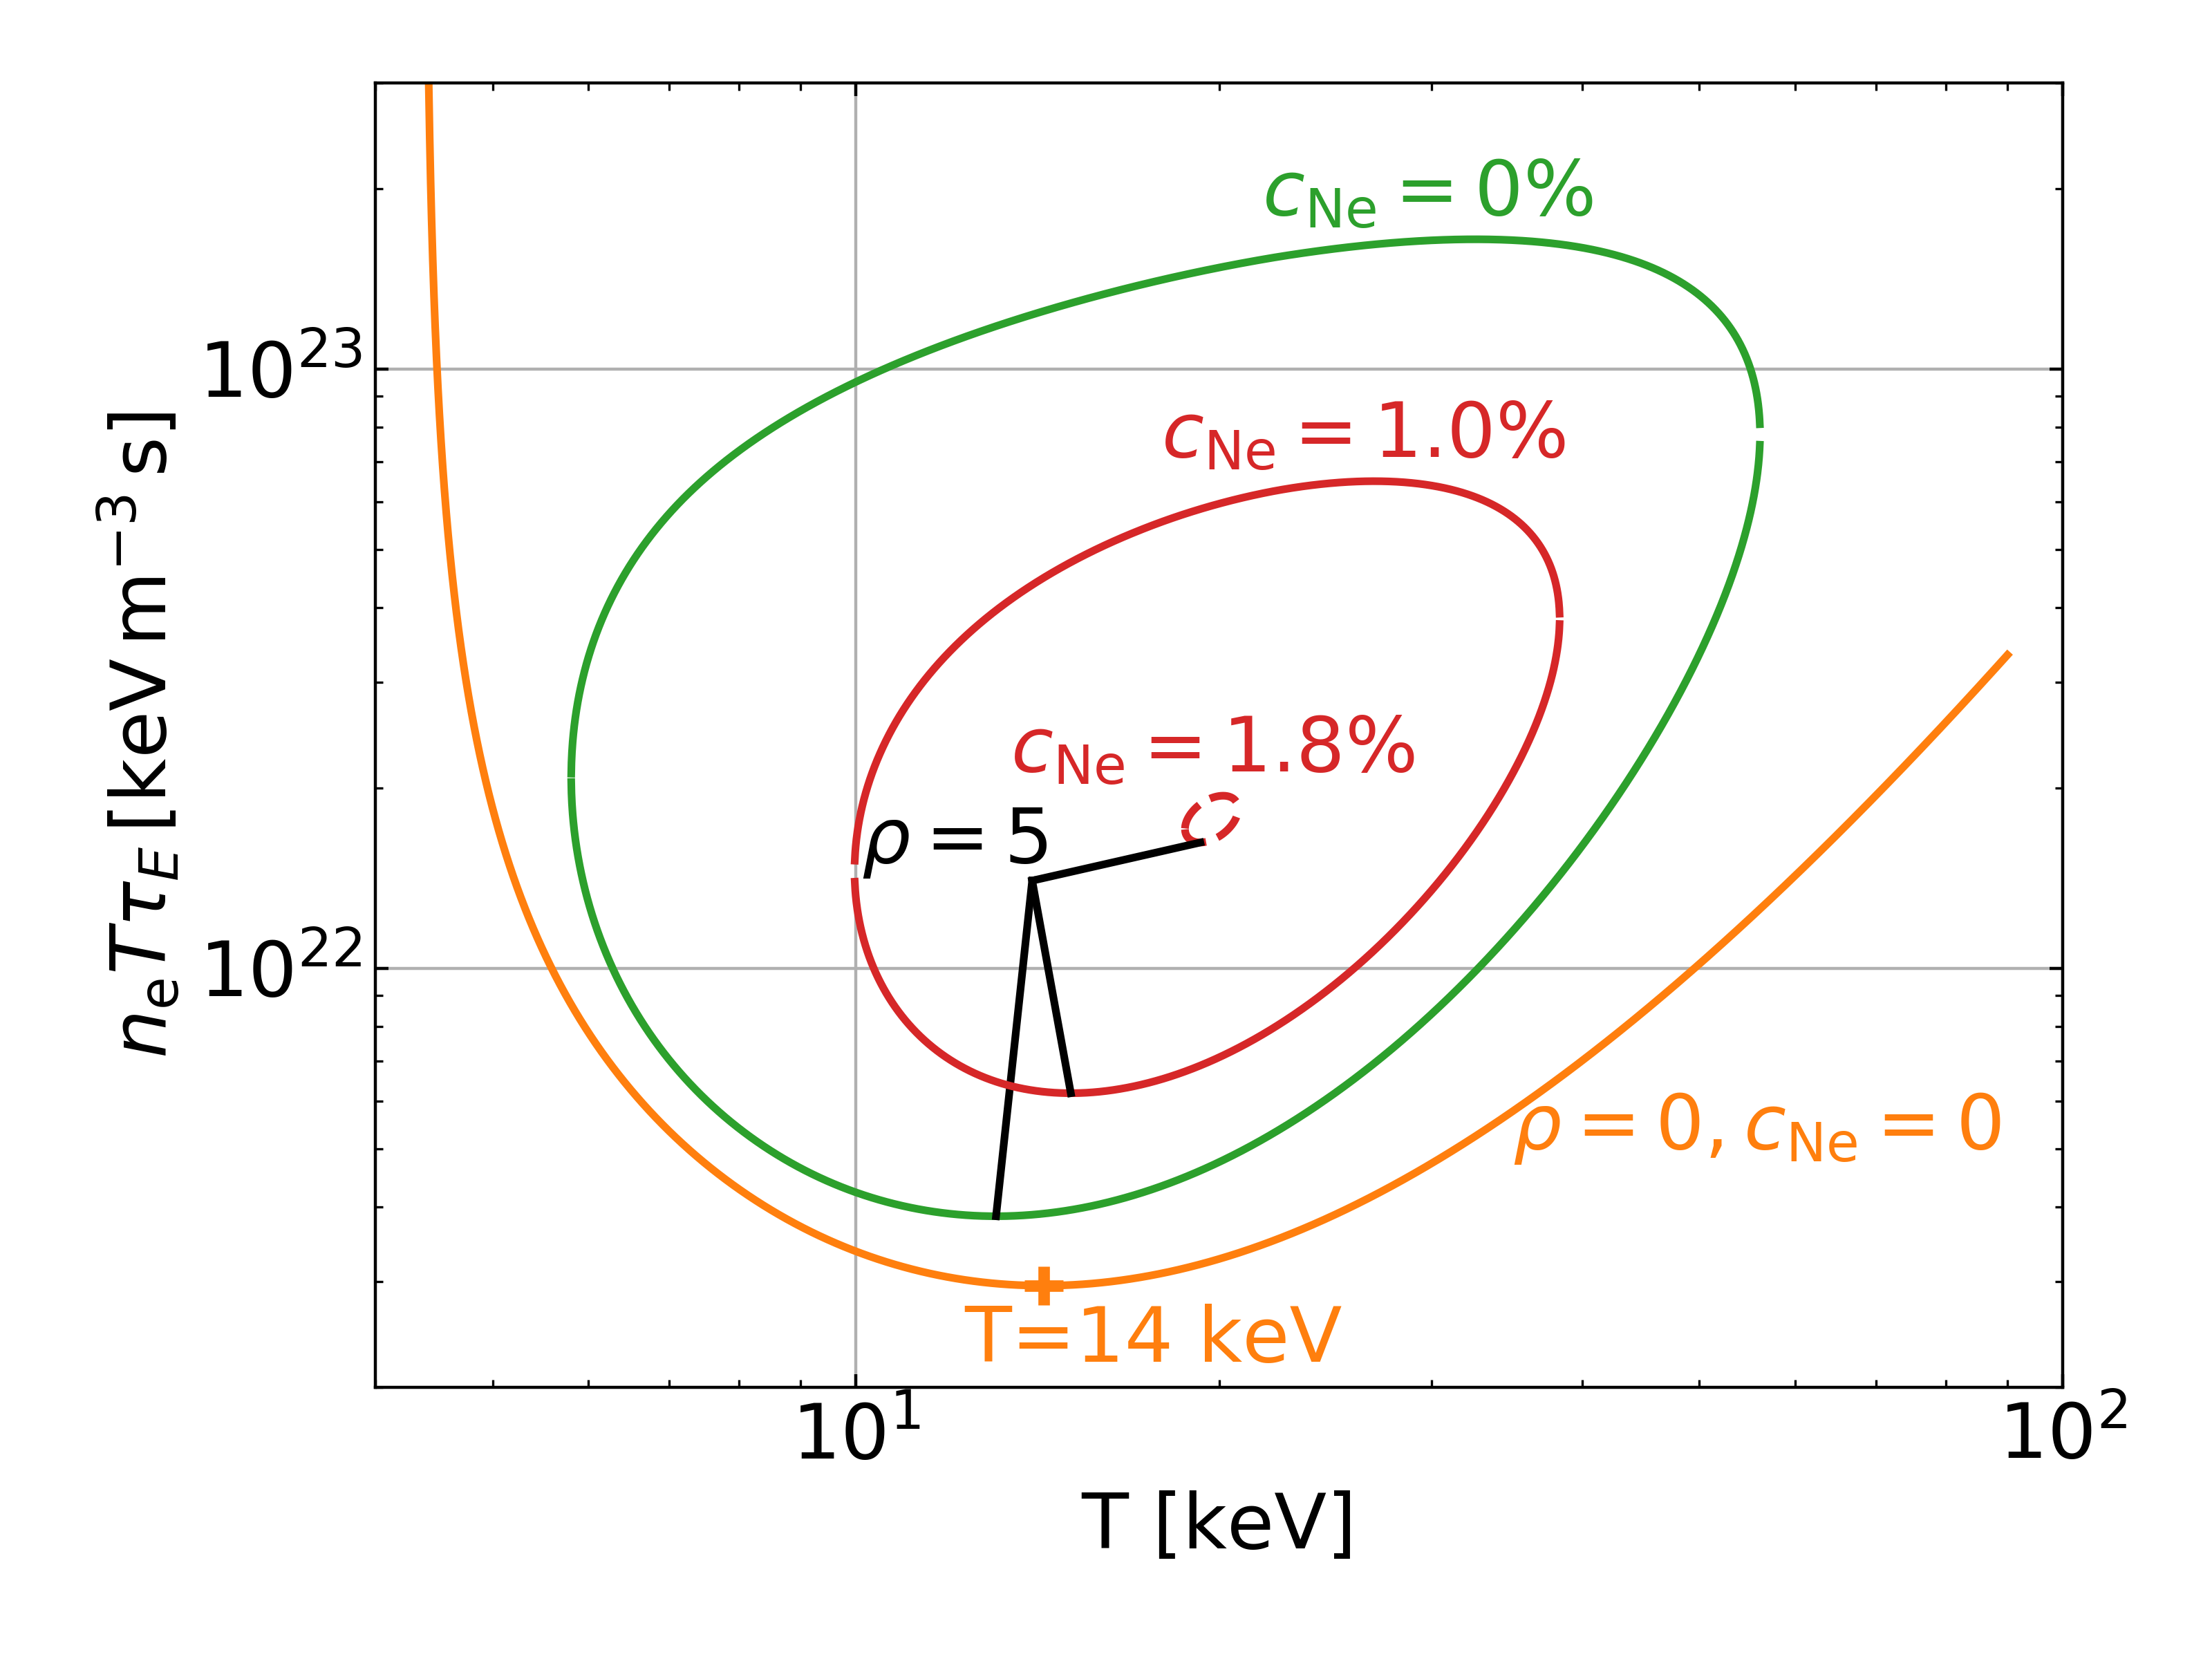 c_Ne = 0%
10^23
c_Ne = 1.0%
n_e T τ_E [keV m^−3 s]
c_Ne = 1.8%
ρ = 5
10^22
ρ = 0, c_Ne = 0
T=14 keV
10^1
10^2
T [keV]